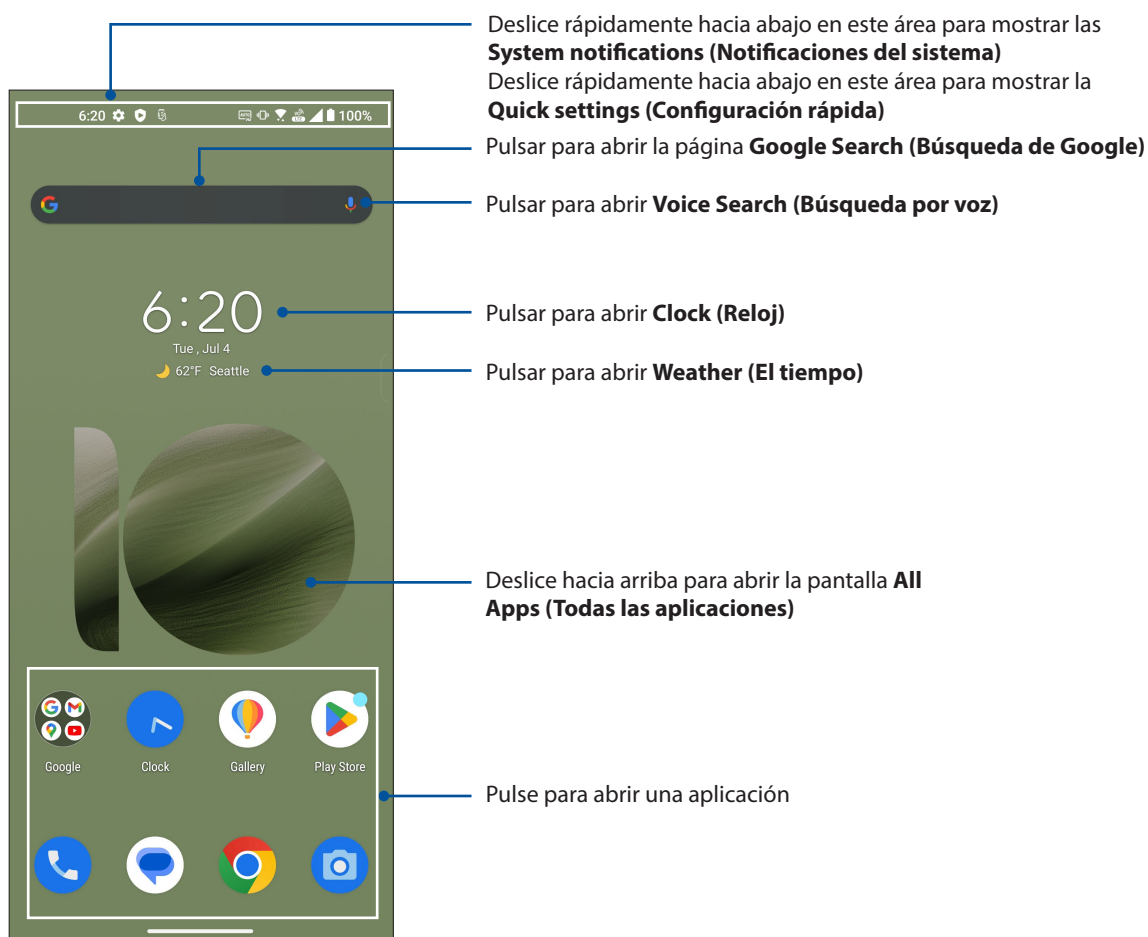 Deslice rápidamente hacia abajo en este área para mostrar las
System notifications (Notificaciones del sistema)
Deslice rápidamente hacia abajo en este área para mostrar la
Quick settings (Configuración rápida)
6:20
100%
Pulsar para abrir la página Google Search (Búsqueda de Google)
Pulsar para abrir Voice Search (Búsqueda por voz)
6:20
Pulsar para abrir Clock (Reloj)
Tue , Jul 4
62°F Seattle
Pulsar para abrir Weather (El tiempo)
10
Deslice hacia arriba para abrir la pantalla All
Apps (Todas las aplicaciones)
Google Clock Gallery Play Store
Pulse para abrir una aplicación